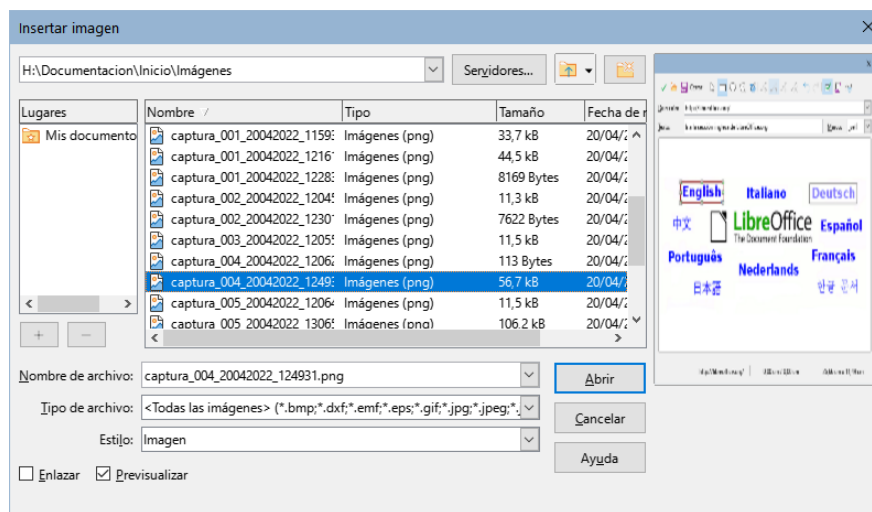 Insertar imagen
H:\Documentacion\Inicio\Imágenes
Servidores...
Lugares
Mis documento
Nombre Tipo Tamaño Fecha de r
captura_001_20042022_1159 Imágenes (png) 33,7 kB 20/04/2
captura_001_20042022_1216 Imágenes (png) 44,5 kB 20/04/2
captura_001_20042022_1228 Imágenes (png) 8169 Bytes 20/04/2
captura_002_20042022_1204 Imágenes (png) 11,3 kB 20/04/2
captura_002_20042022_1230 Imágenes (png) 7622 Bytes 20/04/2
captura_003_20042022_1205 Imágenes (png) 11,5 kB 20/04/2
captura_004_20042022_1206 Imágenes (png) 113 Bytes 20/04/2
captura_004_20042022_1249 Imágenes (png) 56,7 kB 20/04/2
captura_005_20042022_1206 Imágenes (png) 11,5 kB 20/04/2
captura_005_20042022_1306 Imágenes (png) 106,2 kB 20/04/2
Nombre de archivo: captura_004_20042022_124931.png
Abrir
Tipo de archivo: <Todas las imágenes> (*.bmp;*.dxf;*.emf;*.eps;*.gif;*.jpg;*.jpeg;*.
Cancelar
Estilo: Imagen
Ayuda
Enlazar Previsualizar
English Italiano Deutsch
中文 LibreOffice Español
The Document Foundation
Português Français
Nederlands
日本語